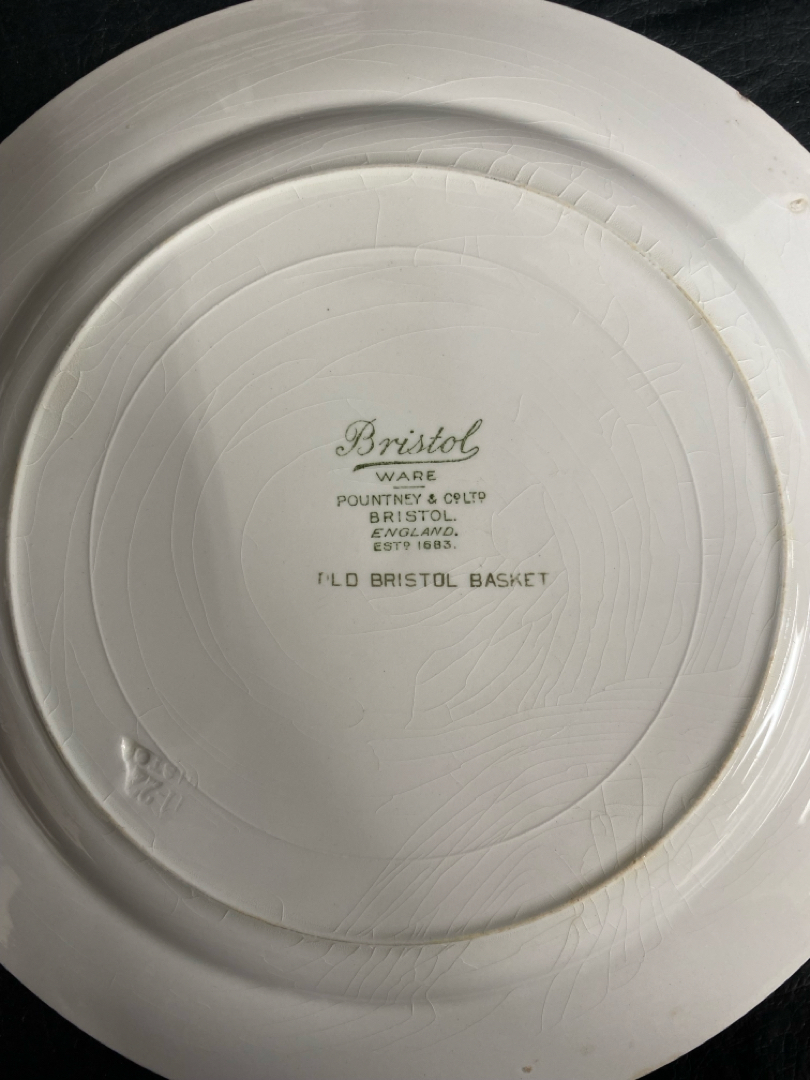 Bristol
WARE
POUNTNEY & Cº LTD
BRISTOL.
ENGLAND.
ESTD 1683.
OLD BRISTOL BASKET